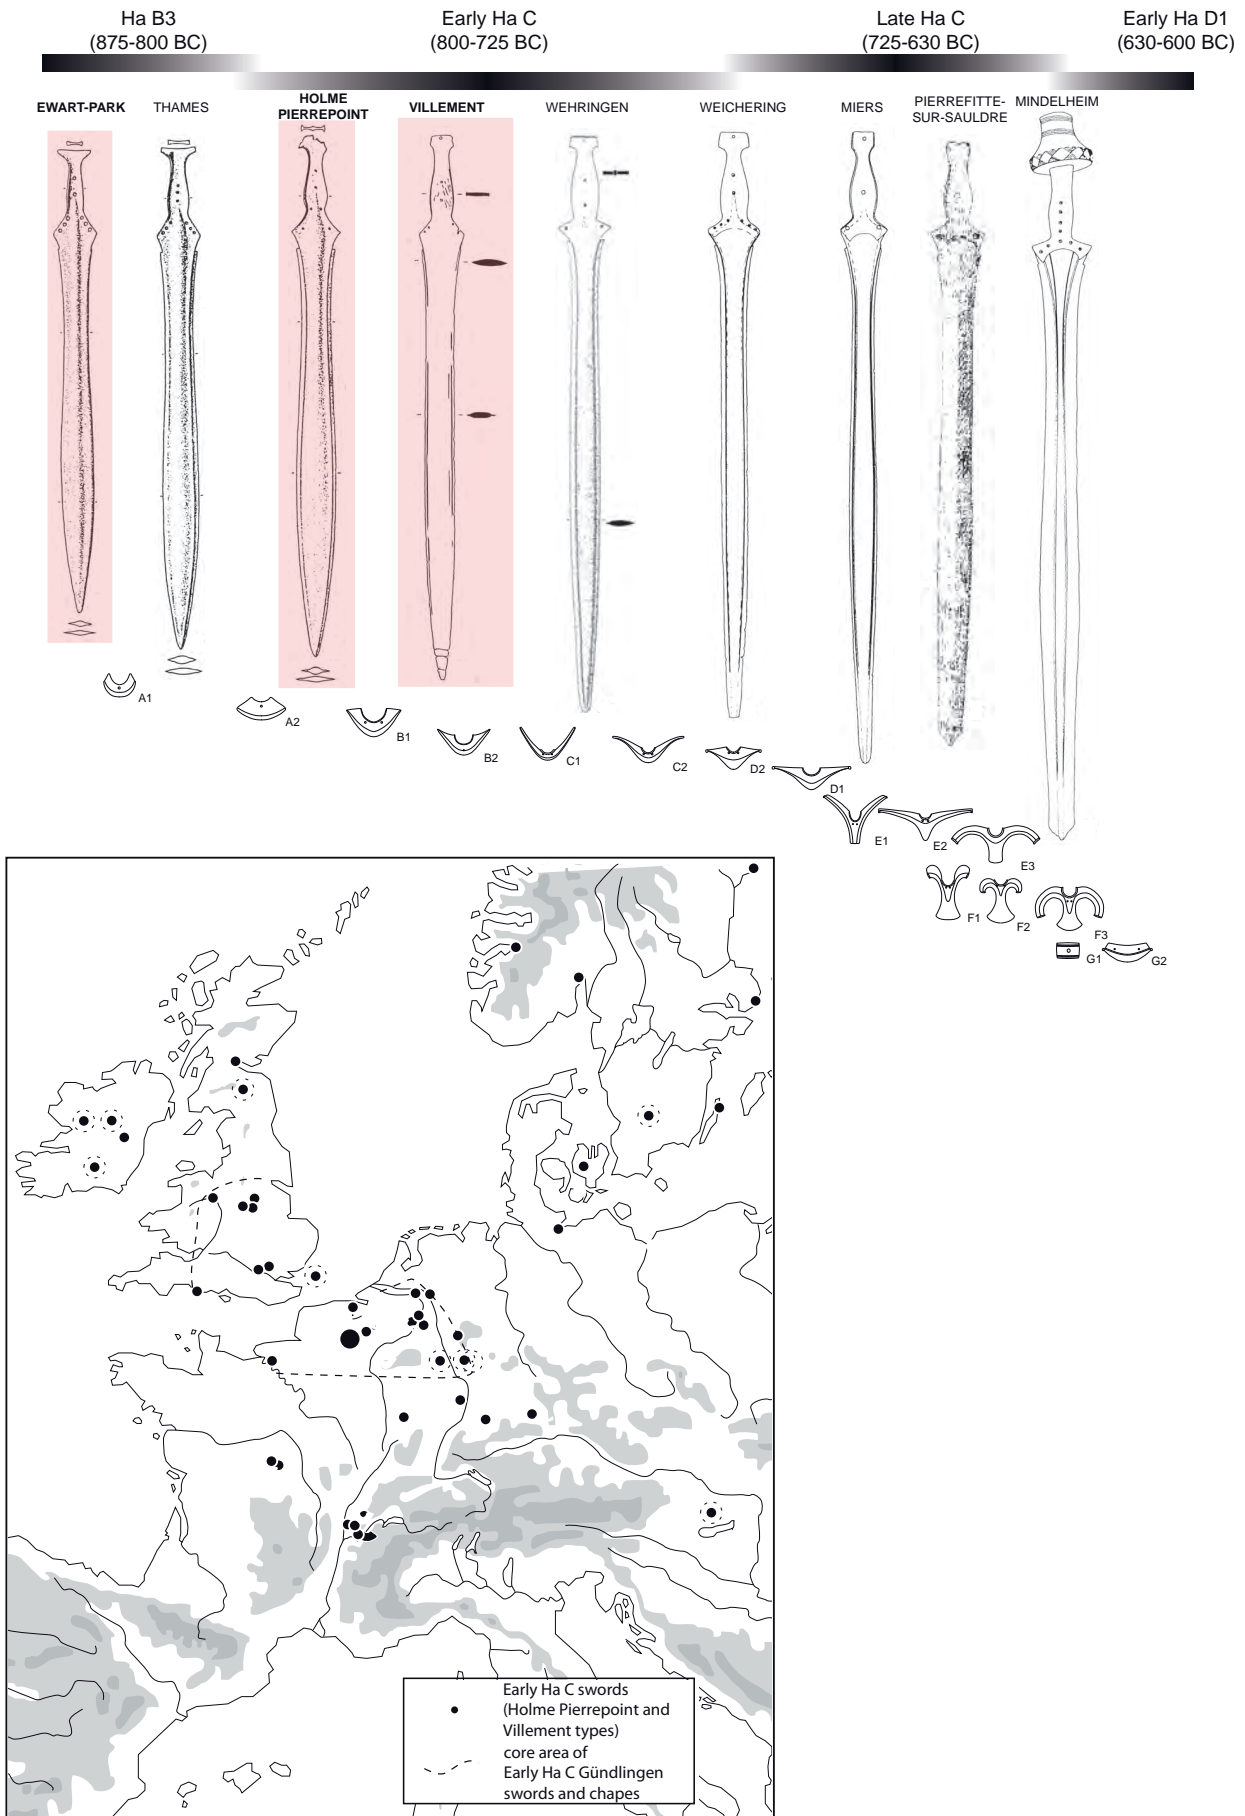 Ha B3
(875-800 BC)
Early Ha C
(800-725 BC)
Late Ha C
(725-630 BC)
Early Ha D1
(630-600 BC)
EWART-PARK
THAMES
HOLME
PIERREPOINT
VILLEMENT
WEHRINGEN
WEICHERING
MIERS
PIERREFITTE-
SUR-SAULDRE
MINDELHEIM
A1
A2
B1
B2
C1
C2
D2
D1
E1
E2
E3
F1
F2
F3
G1
G2
Early Ha C swords
(Holme Pierrepoint and
Villement types)
core area of
Early Ha C Gündlingen
swords and chapes